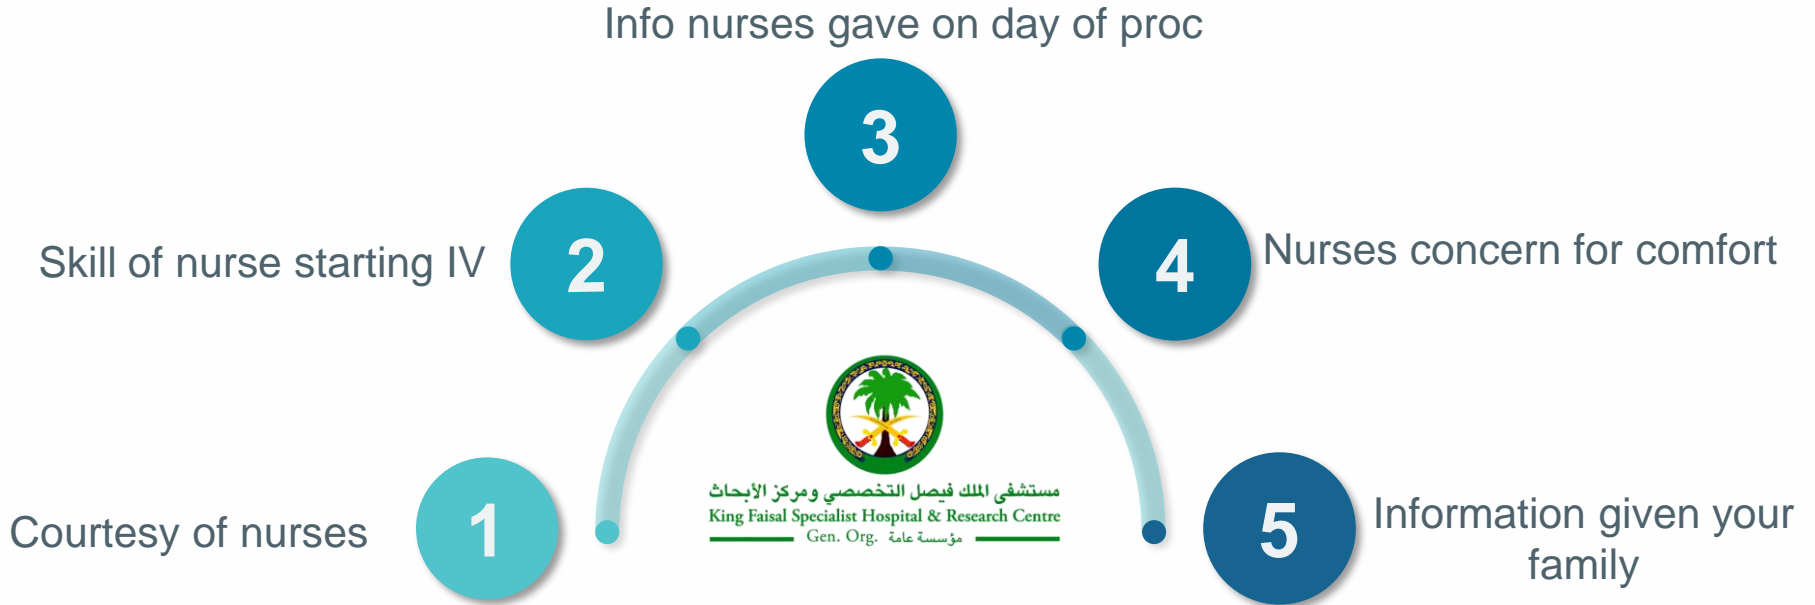 Info nurses gave on day of proc
3
Skill of nurse starting IV
2
4
Nurses concern for comfort
Courtesy of nurses
1
مستشفى الملك فيصل التخصصي ومركز الأبحاث
King Faisal Specialist Hospital & Research Centre
Gen. Org. مؤسسة عامة
5
Information given your
family